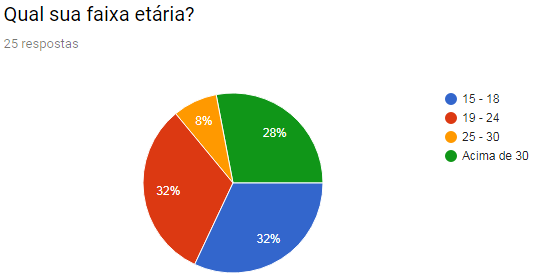 Qual sua faixa etária?
25 respostas
15 - 18
19 - 24
25 - 30
Acima de 30
8%
28%
32%
32%